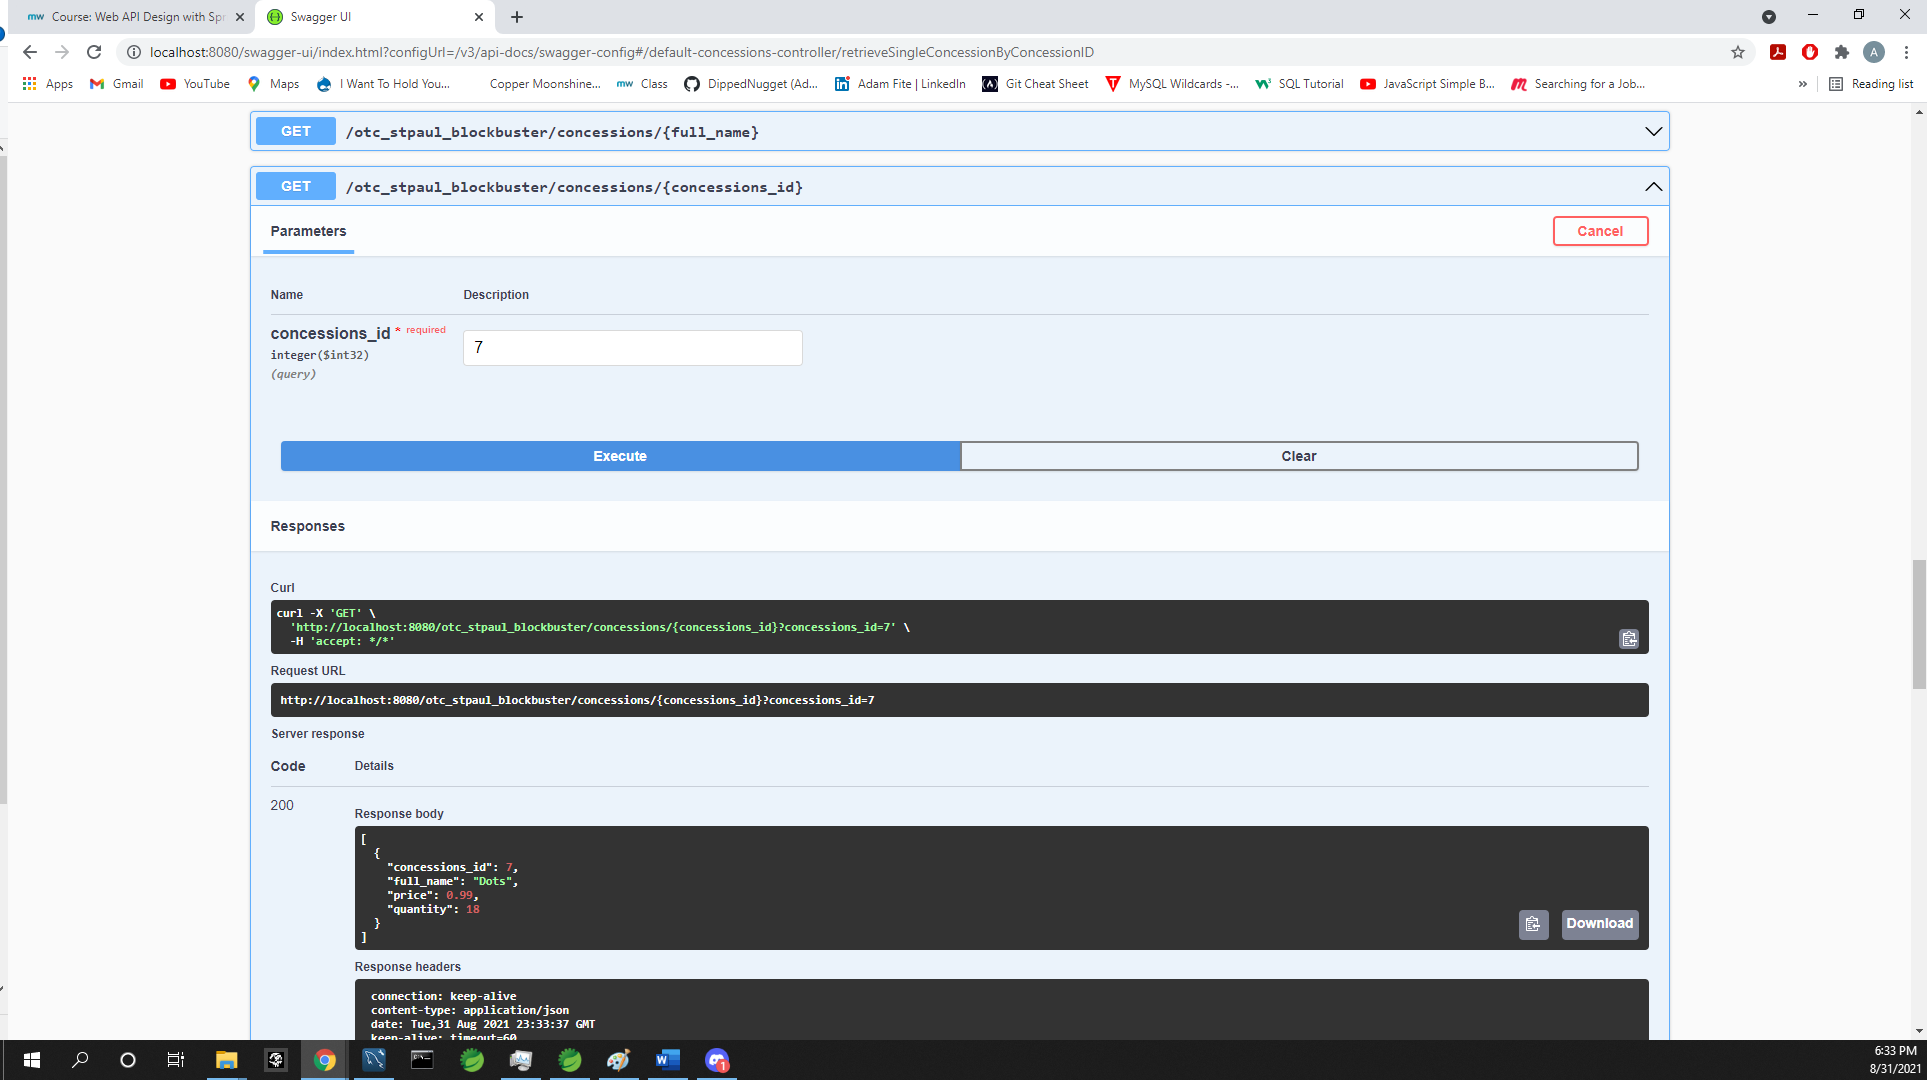 Course: Web API Design with Spr
Swagger UI
localhost:8080/swagger-ui/index.html?configUrl=/v3/api-docs/swagger-config#/default-concessions-controller/retrieveSingleConcessionByConcessionID
A
Apps Gmail YouTube Maps I Want To Hold You... Copper Moonshine... mw Class DippedNugget (Ad... Adam Fite | LinkedIn Git Cheat Sheet MySQL Wildcards -... SQL Tutorial JavaScript Simple B... Searching for a Job... » Reading list
GET /otc_stpaul_blockbuster/concessions/{full_name}
GET /otc_stpaul_blockbuster/concessions/{concessions_id}
Parameters
Cancel
Name Description
concessions_id * required
integer($int32)
(query)
7
Execute Clear
Responses
Curl
curl -X 'GET' \
'http://localhost:8080/otc_stpaul_blockbuster/concessions/{concessions_id}?concessions_id=7' \
-H 'accept: */*'
Request URL
http://localhost:8080/otc_stpaul_blockbuster/concessions/{concessions_id}?concessions_id=7
Server response
Code Details
200
Response body
[
{
"concessions_id": 7,
"full_name": "Dots",
"price": 0.99,
"quantity": 18
}
]
Download
Response headers
connection: keep-alive
content-type: application/json
date: Tue,31 Aug 2021 23:33:37 GMT
keep-alive: timeout=60
6:33 PM
8/31/2021